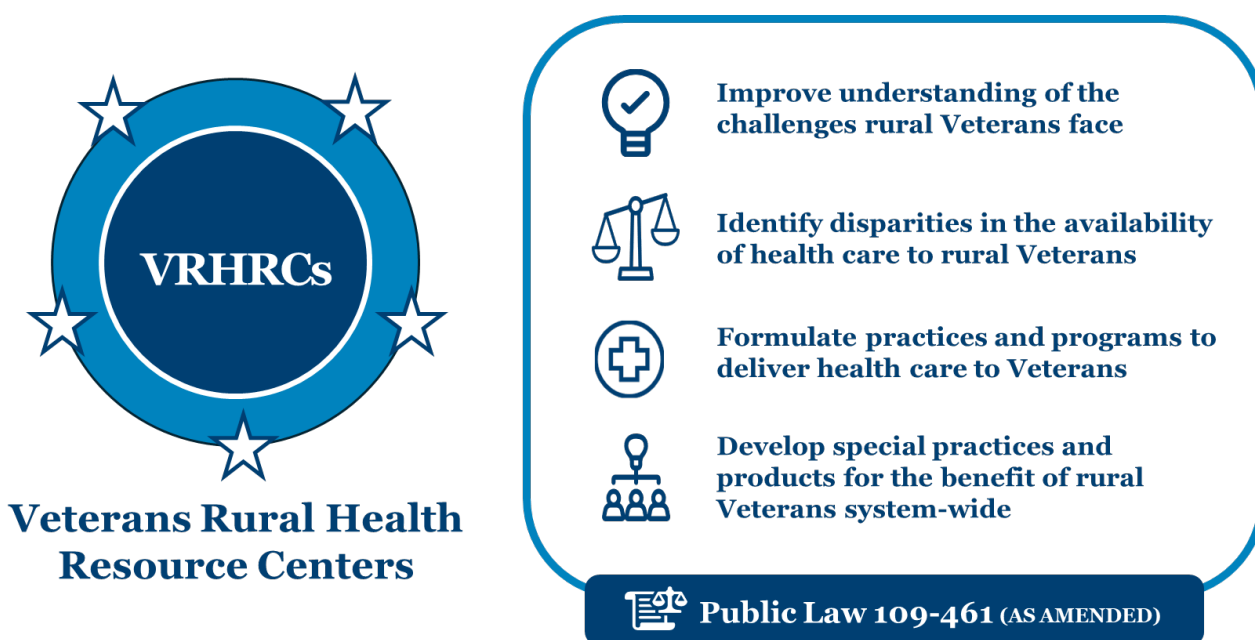 VRHRCs
Veterans Rural Health
Resource Centers
Improve understanding of the
challenges rural Veterans face
Identify disparities in the availability
of health care to rural Veterans
Formulate practices and programs to
deliver health care to Veterans
Develop special practices and
products for the benefit of rural
Veterans system-wide
Public Law 109-461 (AS AMENDED)